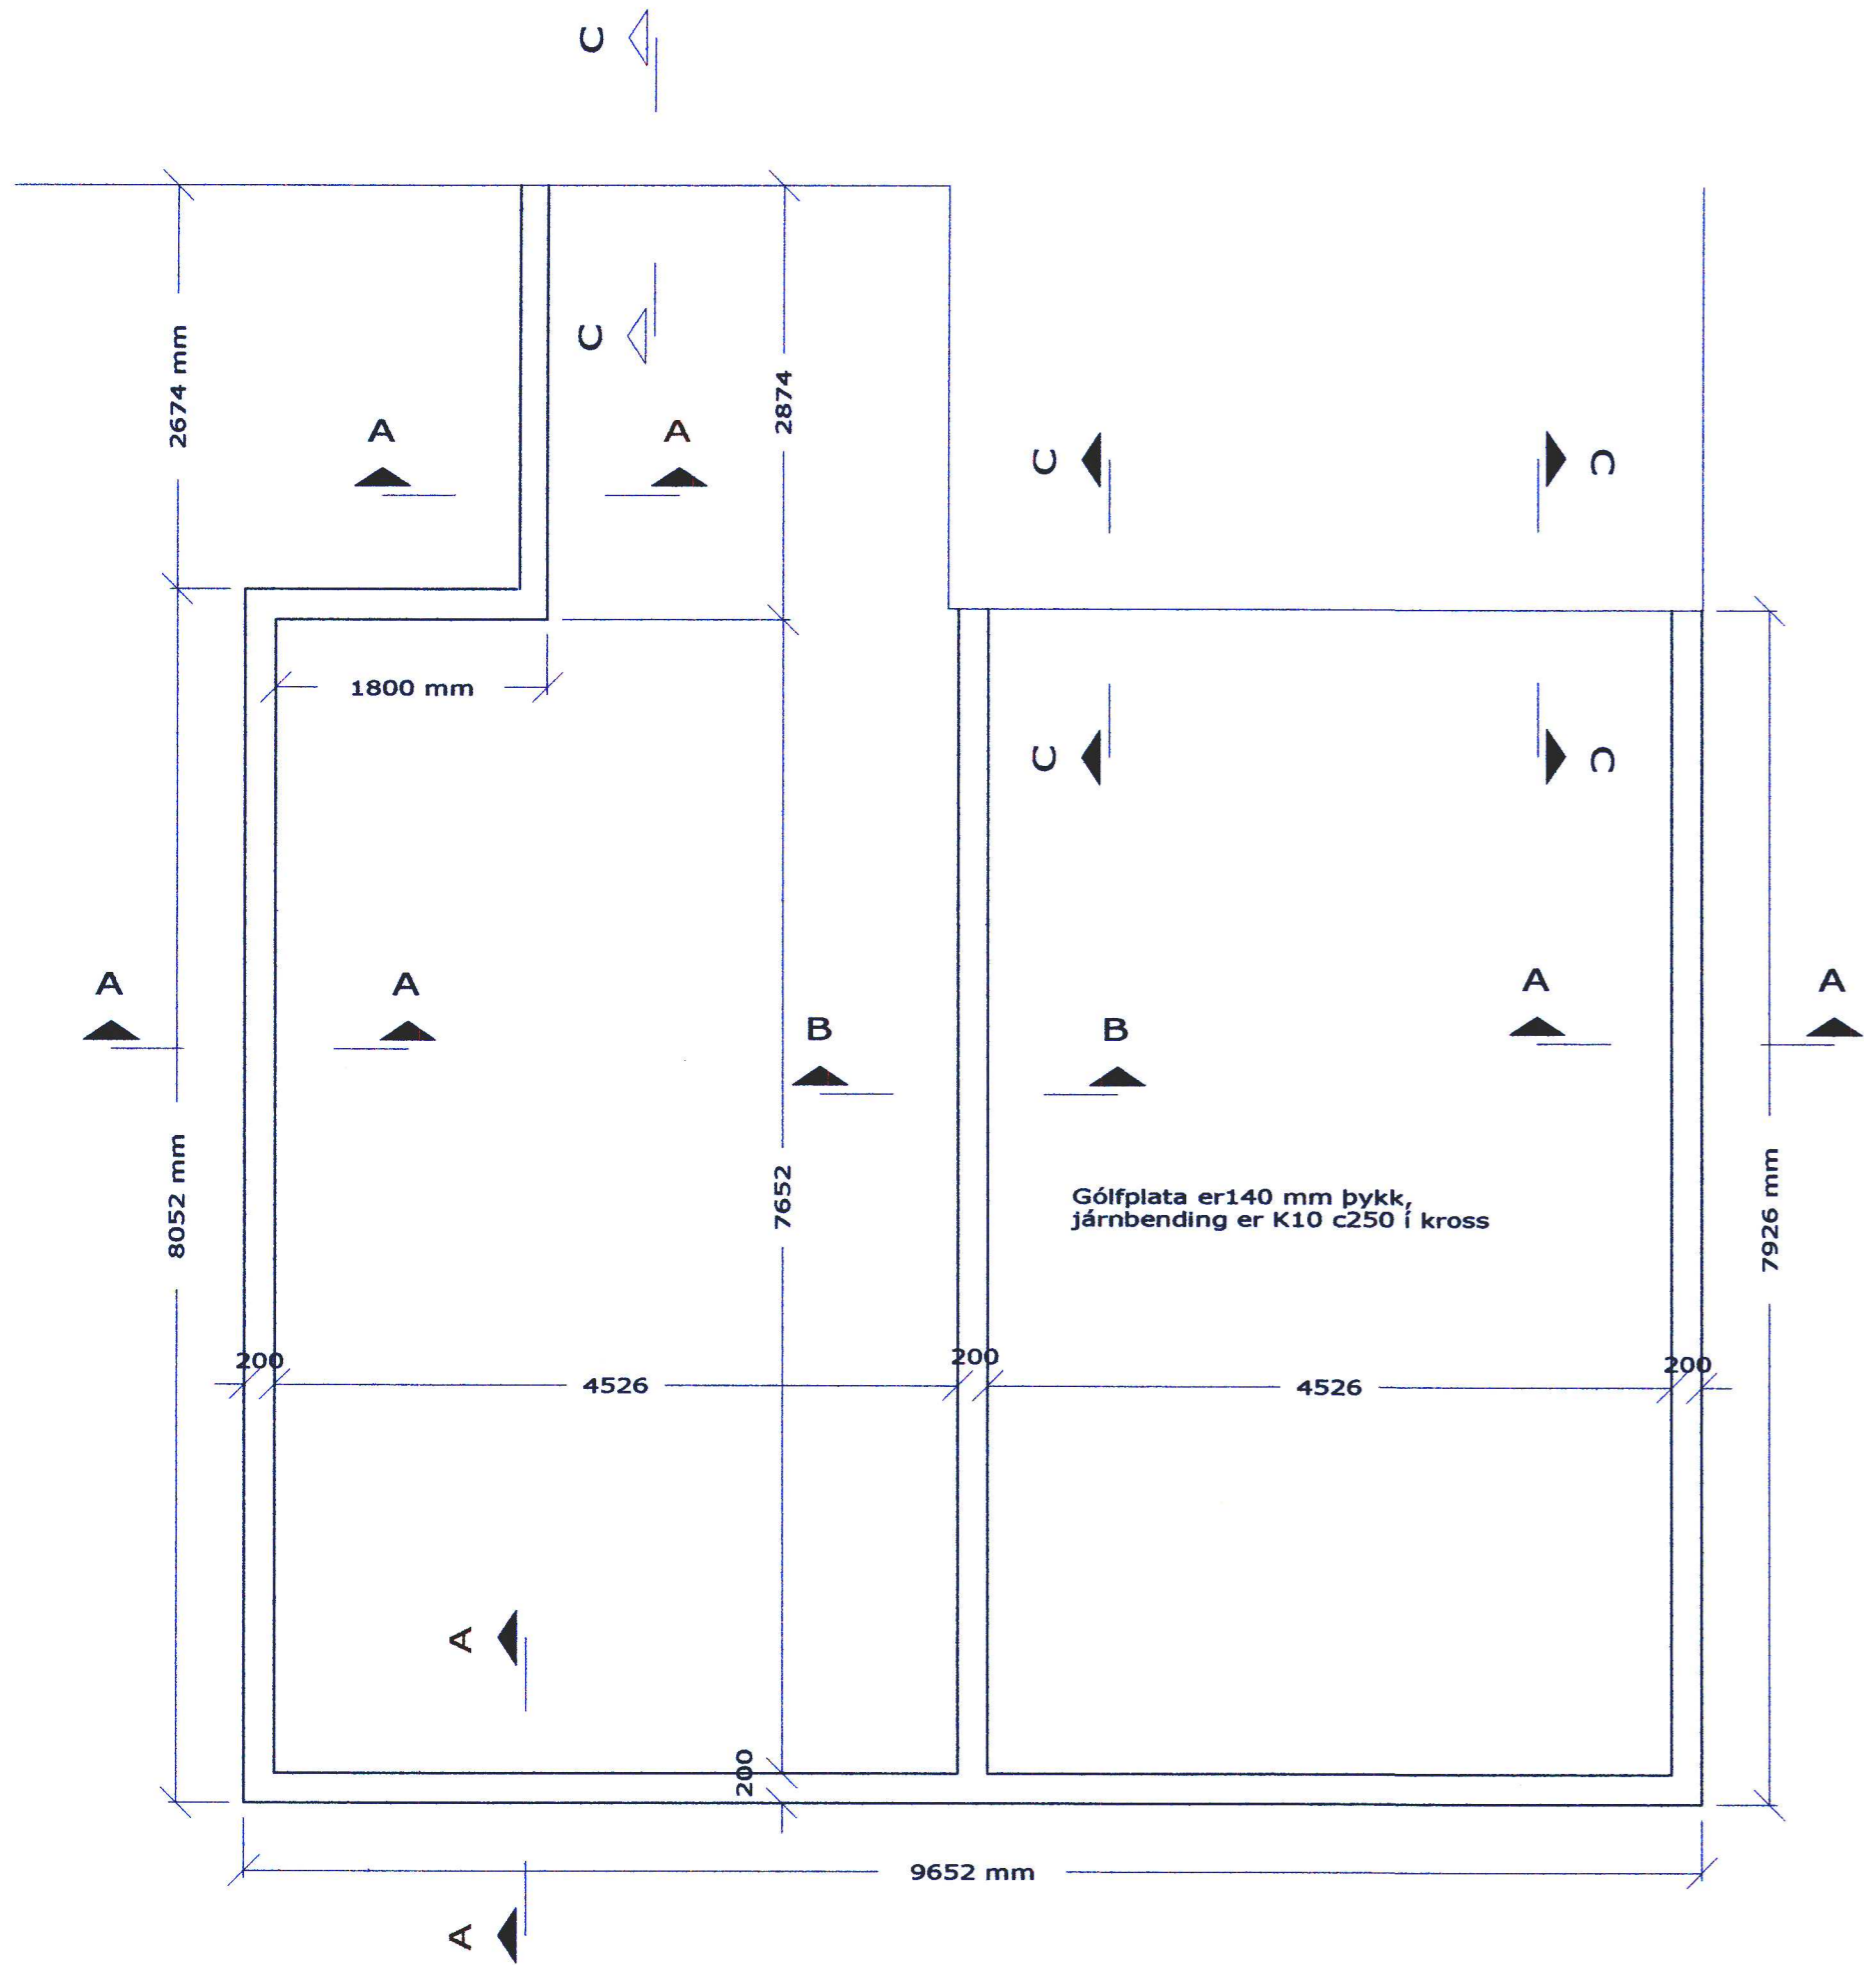 C
C
2674 mm
2874
A
A
C
C
1800 mm
C
C
A
A
B
B
A
A
8052 mm
7652
Gólfplata er140 mm þykk,
járnbending er K10 c250 í kross
7926 mm
200
4526
200
4526
200
A
200
9652 mm
A